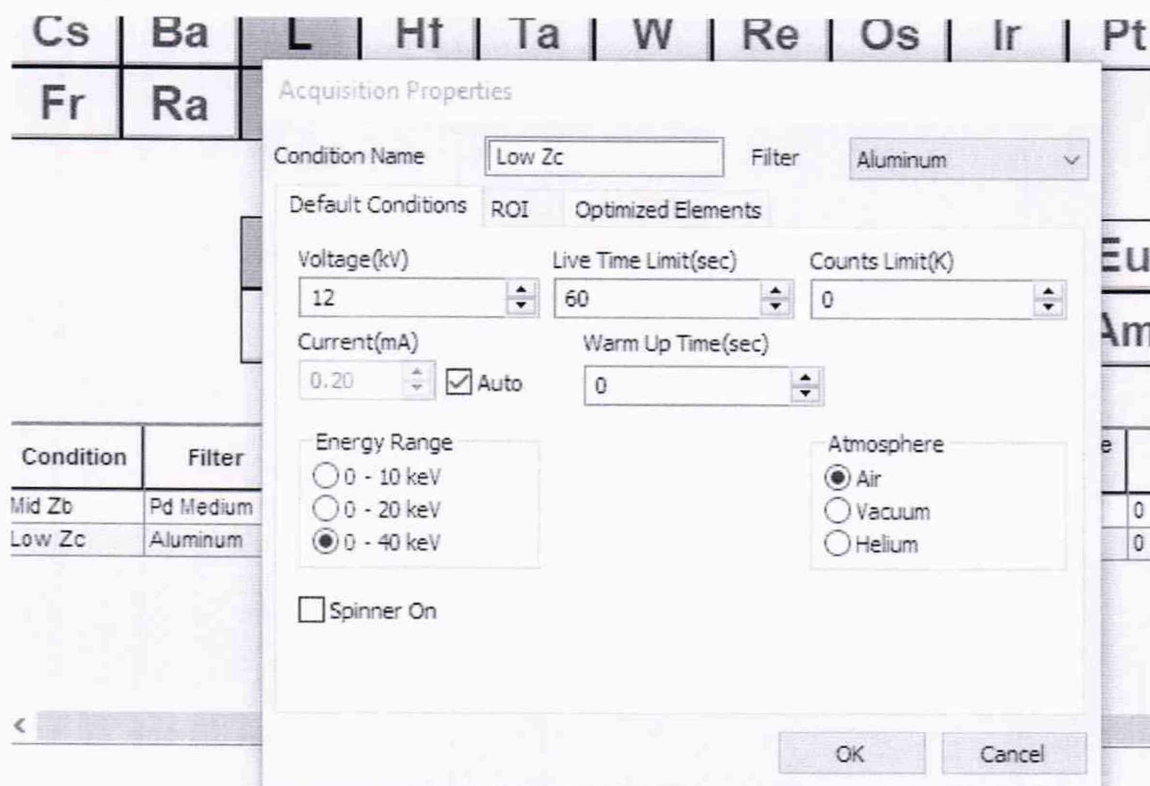 Cs Ba L Hf Ta W Re Os Ir Pt
Fr Ra
Acquisition Properties
Condition Name Low Zc Filter Aluminum
Default Conditions ROI Optimized Elements
Eu
Voltage(kV) Live Time Limit(sec) Counts Limit(K)
12 60 0
Am
Current(mA) Warm Up Time(sec)
0.20 Auto 0
Condition Filter e
Energy Range Atmosphere
0 - 10 keV Air
Mid Zb Pd Medium 0 - 20 keV Vacuum 0
Low Zc Aluminum 0 - 40 keV Helium 0
Spinner On
OK Cancel